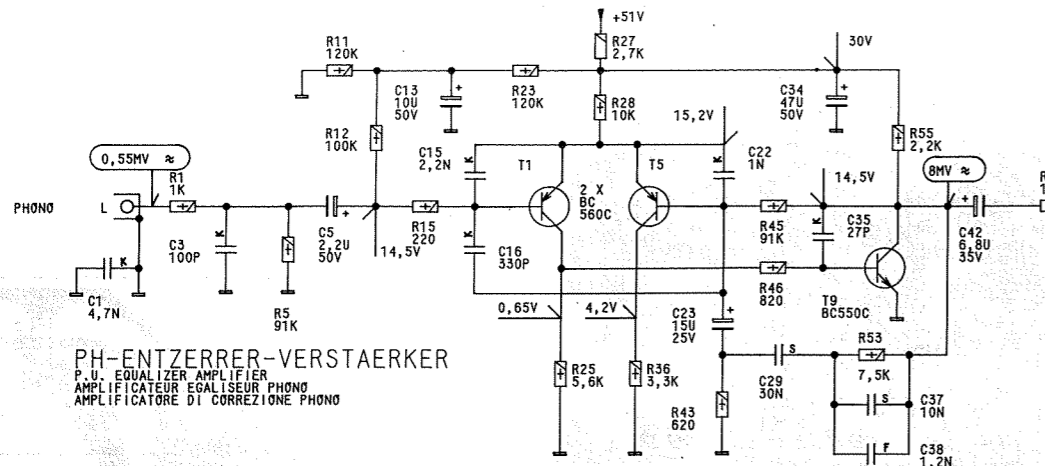 +51V
R11
120K
R27
2,7K
30V
C13
10U
50V
R23
120K
R28
10K
C34
47U
50V
15,2V
R12
100K
R55
2,2K
0,55MV ≈
C15
2,2N
K
T1
T5
K
C22
1N
8MV ≈
R1
1K
2 X
BC
560C
14,5V
PHONO
L
C5
2,2U
50V
R15
220
R45
91K
K
C35
27P
C42
6,8U
35V
K
C3
100P
14,5V
K
C16
330P
R46
820
C1
4,7N
K
R5
91K
0,65V
4,2V
C23
15U
25V
T9
BC550C
PH-ENTZERRER-VERSTAERKER
P.U. EQUALIZER AMPLIFIER
AMPLIFICATEUR EGALISEUR PHONO
AMPLIFICATORE DI CORREZIONE PHONO
R25
5,6K
R36
3,3K
S
C29
30N
R53
7,5K
R43
620
S
C37
10N
F
C38
1,2N